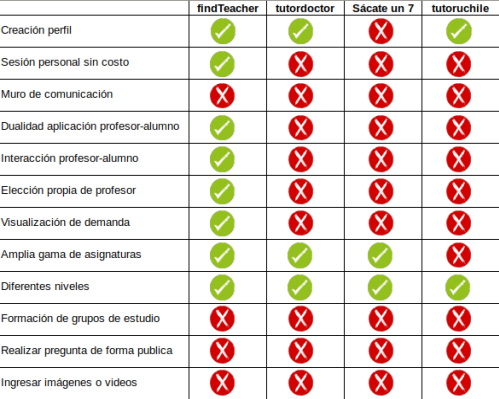 findTeacher tutordoctor Sácate un 7 tutoruchile
Creación perfil
Sesión personal sin costo
Muro de comunicación
Dualidad aplicación profesor-alumno
Interacción profesor-alumno
Elección propia de profesor
Visualización de demanda
Amplia gama de asignaturas
Diferentes niveles
Formación de grupos de estudio
Realizar pregunta de forma publica
Ingresar imágenes o videos